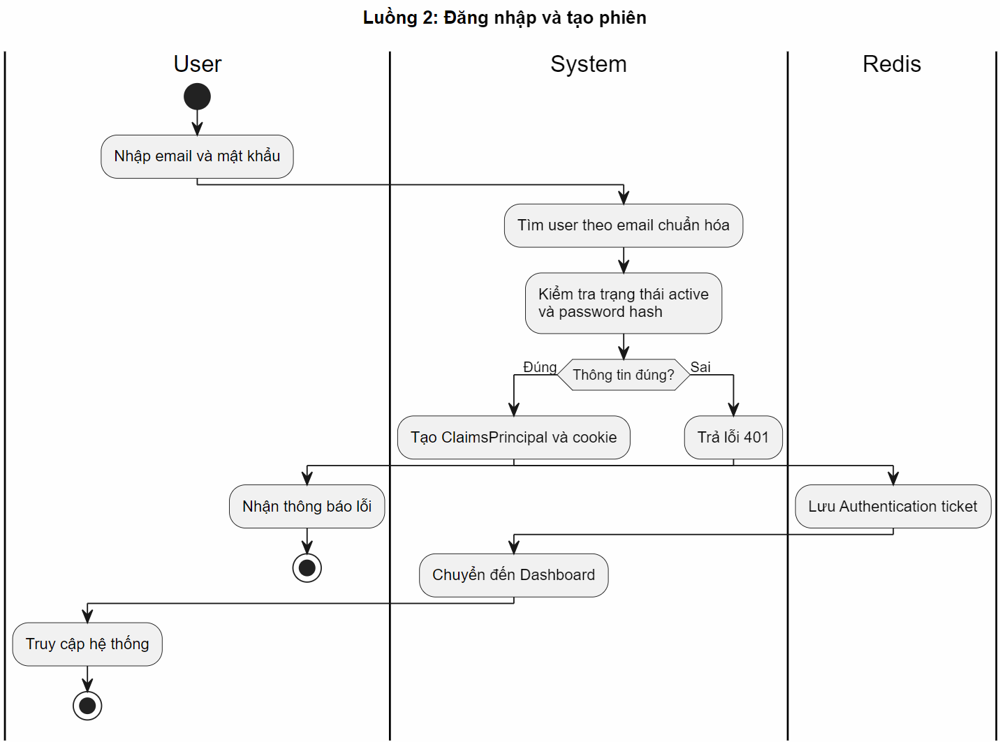 Luồng 2: Đăng nhập và tạo phiên
User
System
Redis
Nhập email và mật khẩu
Tìm user theo email chuẩn hóa
Kiểm tra trạng thái active
và password hash
Đúng
Thông tin đúng?
Sai
Tạo ClaimsPrincipal và cookie
Trả lỗi 401
Nhận thông báo lỗi
Lưu Authentication ticket
Chuyển đến Dashboard
Truy cập hệ thống